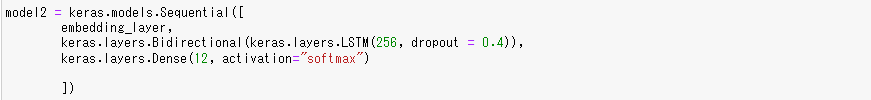 model2 = keras.models.Sequential([
embedding_layer,
keras.layers.Bidirectional(keras.layers.LSTM(256, dropout = 0.4)),
keras.layers.Dense(12, activation="softmax")
])